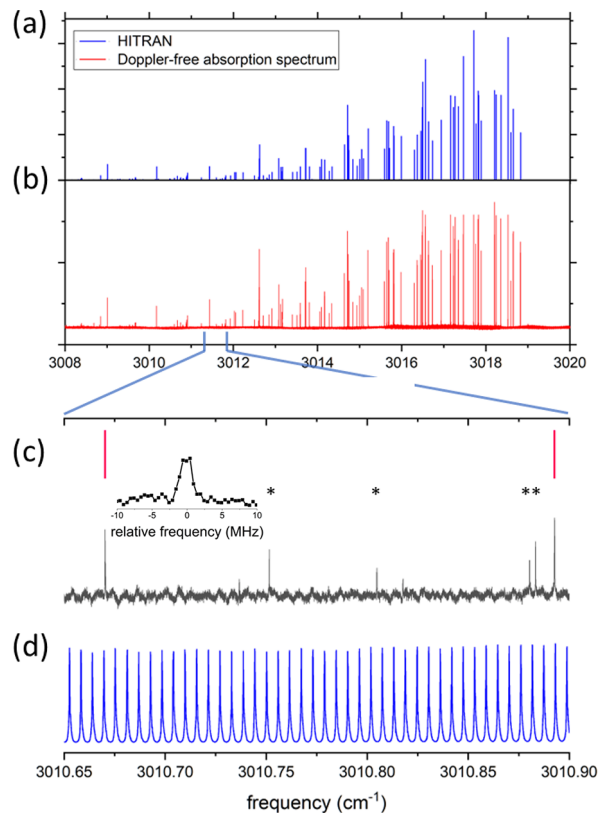 (a)
HITRAN
Doppler-free absorption spectrum
(b)
3008 3010 3012 3014 3016 3018 3020
(c)
* * **
-10 -5 0 5 10
relative frequency (MHz)
(d)
3010.65 3010.70 3010.75 3010.80 3010.85 3010.90
frequency (cm⁻¹)